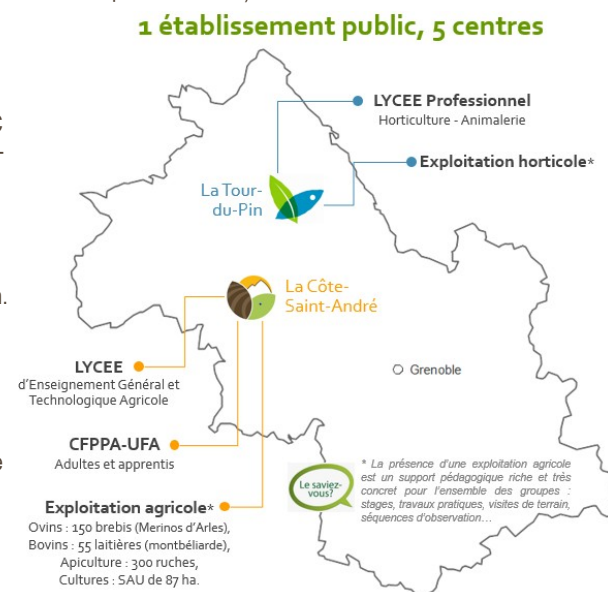 1 établissement public, 5 centres
LYCEE Professionnel
Horticulture - Animalerie
Exploitation horticole*
La Tour-
du-Pin
La Côte-
Saint-André
LYCEE
d'Enseignement Général et
Technologique Agricole
Grenoble
CFPPA-UFA
Adultes et apprentis
Exploitation agricole*
Ovins : 150 brebis (Merinos d'Arles),
Bovins : 55 laitières (montbéliarde),
Apiculture : 300 ruches,
Cultures : SAU de 87 ha.
Le saviez-
vous?
* La présence d'une exploitation agricole
est un support pédagogique riche et très
concret pour l'ensemble des groupes :
stages, travaux pratiques, visites de terrain,
séquences d'observation…